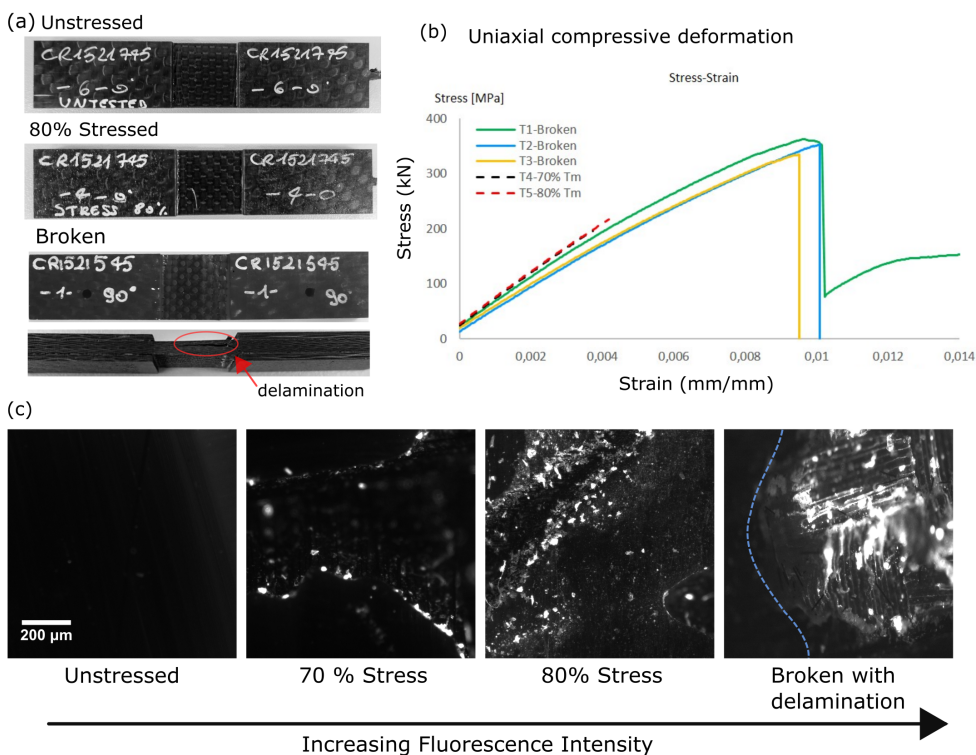 (a) Unstressed
CR1521745
CR1521745
- 6 - 0°
- 6 - 0°
UNTESTED
80% Stressed
CR1521745
CR1521745
- 4 - 0°
- 4 - 0
STRESS 80%
Broken
CR1521545
CR1521545
-1- 90°
-1- 90°
delamination
(b) Uniaxial compressive deformation
Stress-Strain
Stress [MPa]
T1-Broken
T2-Broken
T3-Broken
T4-70% Tm
T5-80% Tm
Stress (kN)
400
300
200
100
0
0 0,002 0,004 0,006 0,008 0,01 0,012 0,014
Strain (mm/mm)
(c)
200 µm
Unstressed
70 % Stress
80% Stress
Broken with
delamination
Increasing Fluorescence Intensity